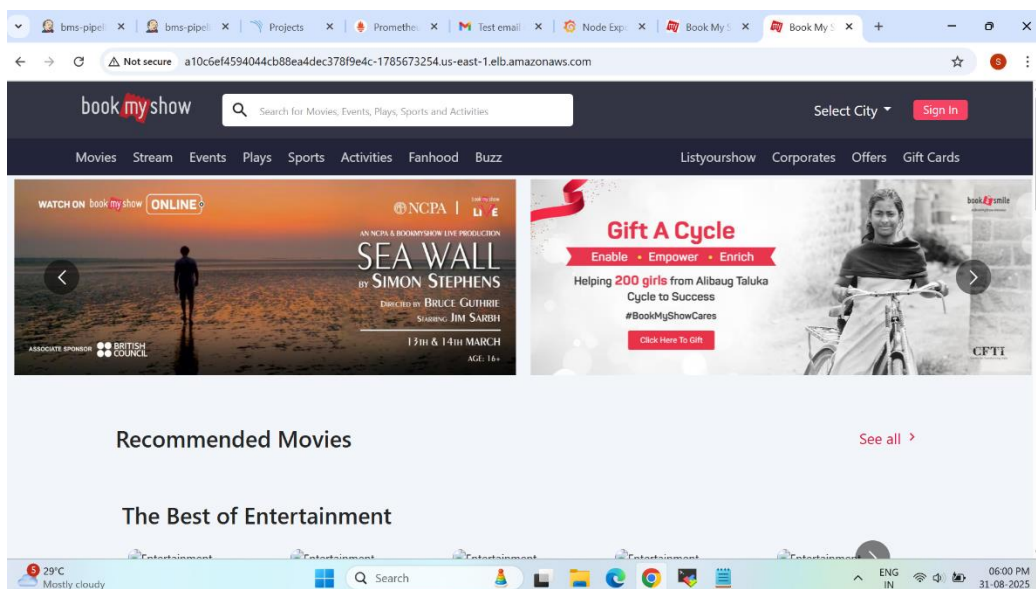 bms-pipel
bms-pipel
Projects
Promethe
Test email
Node Exp
Book My S
Book My S
Not secure
a10c6ef4594044cb88ea4dec378f9e4c-1785673254.us-east-1.elb.amazonaws.com
S
book my show
Search for Movies, Events, Plays, Sports and Activities
Select City
Sign In
Movies Stream Events Plays Sports Activities Fanhood Buzz
Listyourshow Corporates Offers Gift Cards
WATCH ON book my show ONLINE
NCPA
LIVE
AN NCPA & BOOKMYSHOW LIVE PRODUCTION
SEA WALL
BY SIMON STEPHENS
DIRECTED BY BRUCE GUTHRIE
STARRING JIM SARBH
13TH & 14TH MARCH
AGE: 16+
ASSOCIATE SPONSOR
BRITISH
COUNCIL
book a smile
Gift A Cycle
Enable • Empower • Enrich
Helping 200 girls from Alibaug Taluka
Cycle to Success
#BookMyShowCares
Click Here To Gift
CFTI
Recommended Movies
See all
The Best of Entertainment
Entertainment
Entertainment
Entertainment
Entertainment
Entertainment
5
29°C
Mostly cloudy
Search
ENG
IN
06:00 PM
31-08-2025